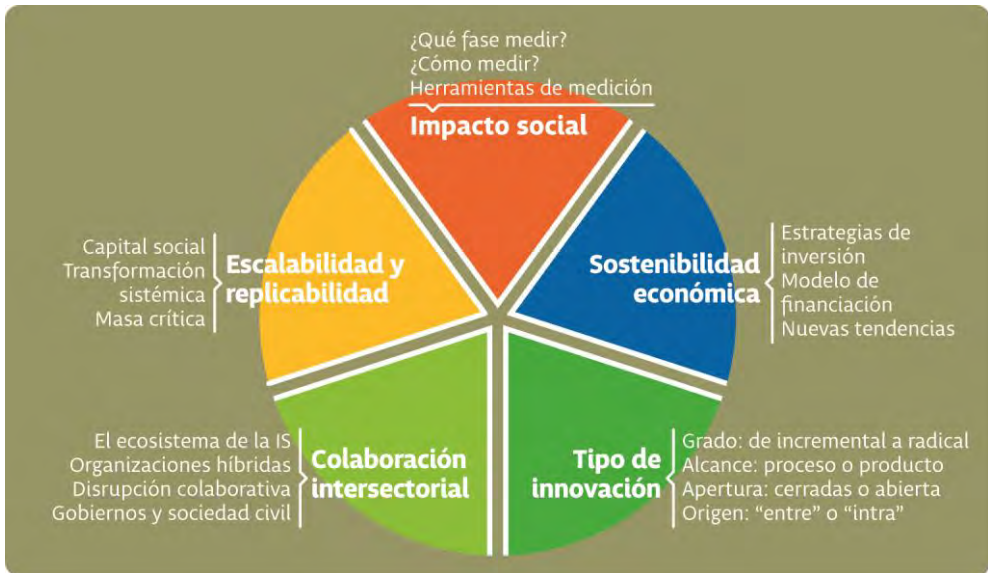 ¿Qué fase medir?
¿Cómo medir?
Herramientas de medición
Impacto social
Estrategias de
inversión
Modelo de
financiación
Nuevas tendencias
Sostenibilidad
económica
Grado: de incremental a radical
Alcance: proceso o producto
Apertura: cerradas o abierta
Origen: “entre” o “intra”
Tipo de
innovación
El ecosistema de la IS
Organizaciones híbridas
Disrupción colaborativa
Gobiernos y sociedad civil
Colaboración
intersectorial
Capital social
Transformación
sistémica
Masa crítica
Escalabilidad y
replicabilidad